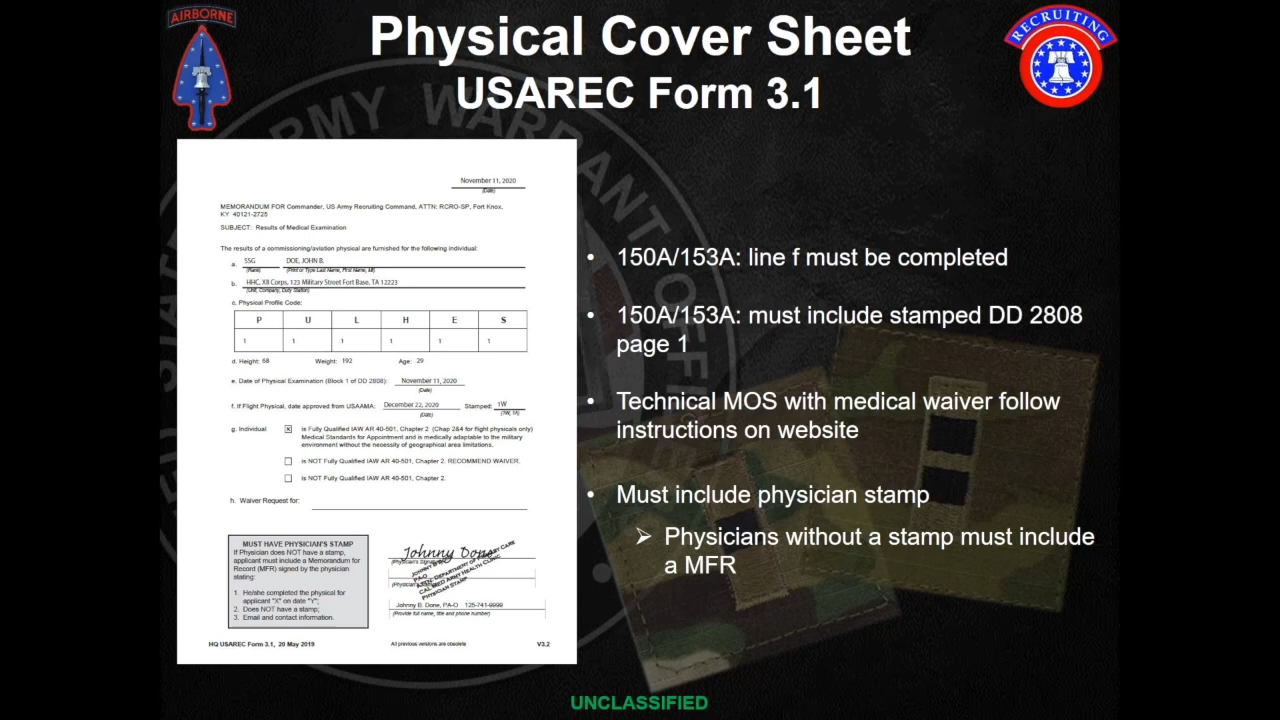 AIRBORNE
RECRUITING
Physical Cover Sheet
USAREC Form 3.1
ARMY WARRANT OFFICER
November 11, 2020
(Date)
MEMORANDUM FOR Commander, US Army Recruiting Command, ATTN: RCRO-SP, Fort Knox,
KY 40121-2725
SUBJECT: Results of Medical Examination
The results of a commissioning/aviation physical are furnished for the following individual:
a. SSG DOE, JOHN B.
(Rank) (Print or Type Last Name, First Name, MI)
b. HHC, XII Corps, 123 Military Street Fort Base, TA 12223
(Unit, Company, Duty Station)
c. Physical Profile Code:
P U L H E S
1 1 1 1 1 1
d. Height: 68 Weight: 192 Age: 29
e. Date of Physical Examination (Block 1 of DD 2808): November 11, 2020
(Date)
f. If Flight Physical, date approved from USAAMA: December 22, 2020 Stamped: 1W
(Date) (1W, 1A)
g. Individual X is Fully Qualified IAW AR 40-501, Chapter 2 (Chap 2&4 for flight physicals only)
Medical Standards for Appointment and is medically adaptable to the military
environment without the necessity of geographical area limitations.
is NOT Fully Qualified IAW AR 40-501, Chapter 2. RECOMMEND WAIVER.
is NOT Fully Qualified IAW AR 40-501, Chapter 2.
h. Waiver Request for:
MUST HAVE PHYSICIAN'S STAMP
If Physician does NOT have a stamp,
applicant must include a Memorandum for
Record (MFR) signed by the physician
stating:
1. He/she completed the physical for
applicant "X" on date "Y";
2. Does NOT have a stamp;
3. Email and contact information.
Johnny Done
(Physician's
PA-O
CARE
CAL MED ARMY HEALTH CLINIC
PHYSICIAN STAMP
(Physician's
Johnny B. Done, PA-O 125-741-9999
(Provide full name, title and phone number)
HQ USAREC Form 3.1, 20 May 2019 All previous versions are obsolete V3.2
• 150A/153A: line f must be completed
• 150A/153A: must include stamped DD 2808
page 1
• Technical MOS with medical waiver follow
instructions on website
• Must include physician stamp
➢ Physicians without a stamp must include
a MFR
UNCLASSIFIED